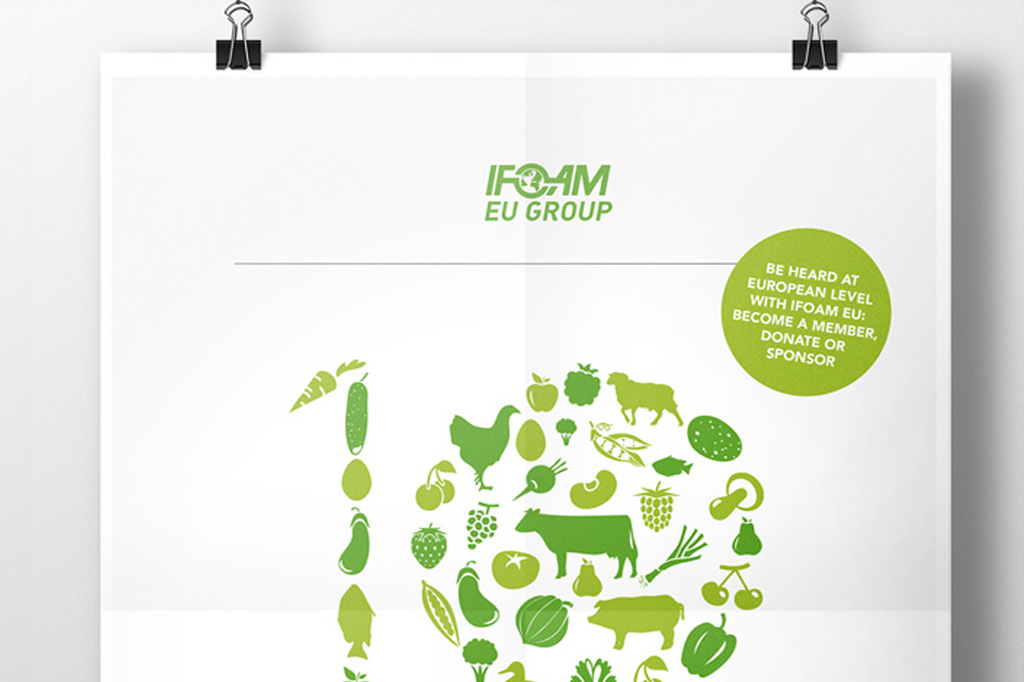 IFOAM
EU GROUP
BE HEARD AT
EUROPEAN LEVEL
WITH IFOAM EU:
BECOME A MEMBER,
DONATE OR
SPONSOR